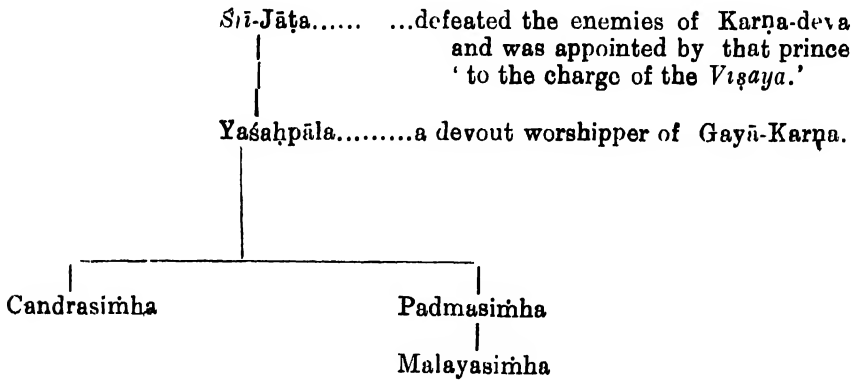 Śrī-Jāṭa...... ...defeated the enemies of Karṇa-deva
and was appointed by that prince
‘ to the charge of the Viṣaya.’
Yaśaḥpāla.........a devout worshipper of Gayā-Karṇa.
Candrasiṁha Padmasiṁha
Malayasiṁha